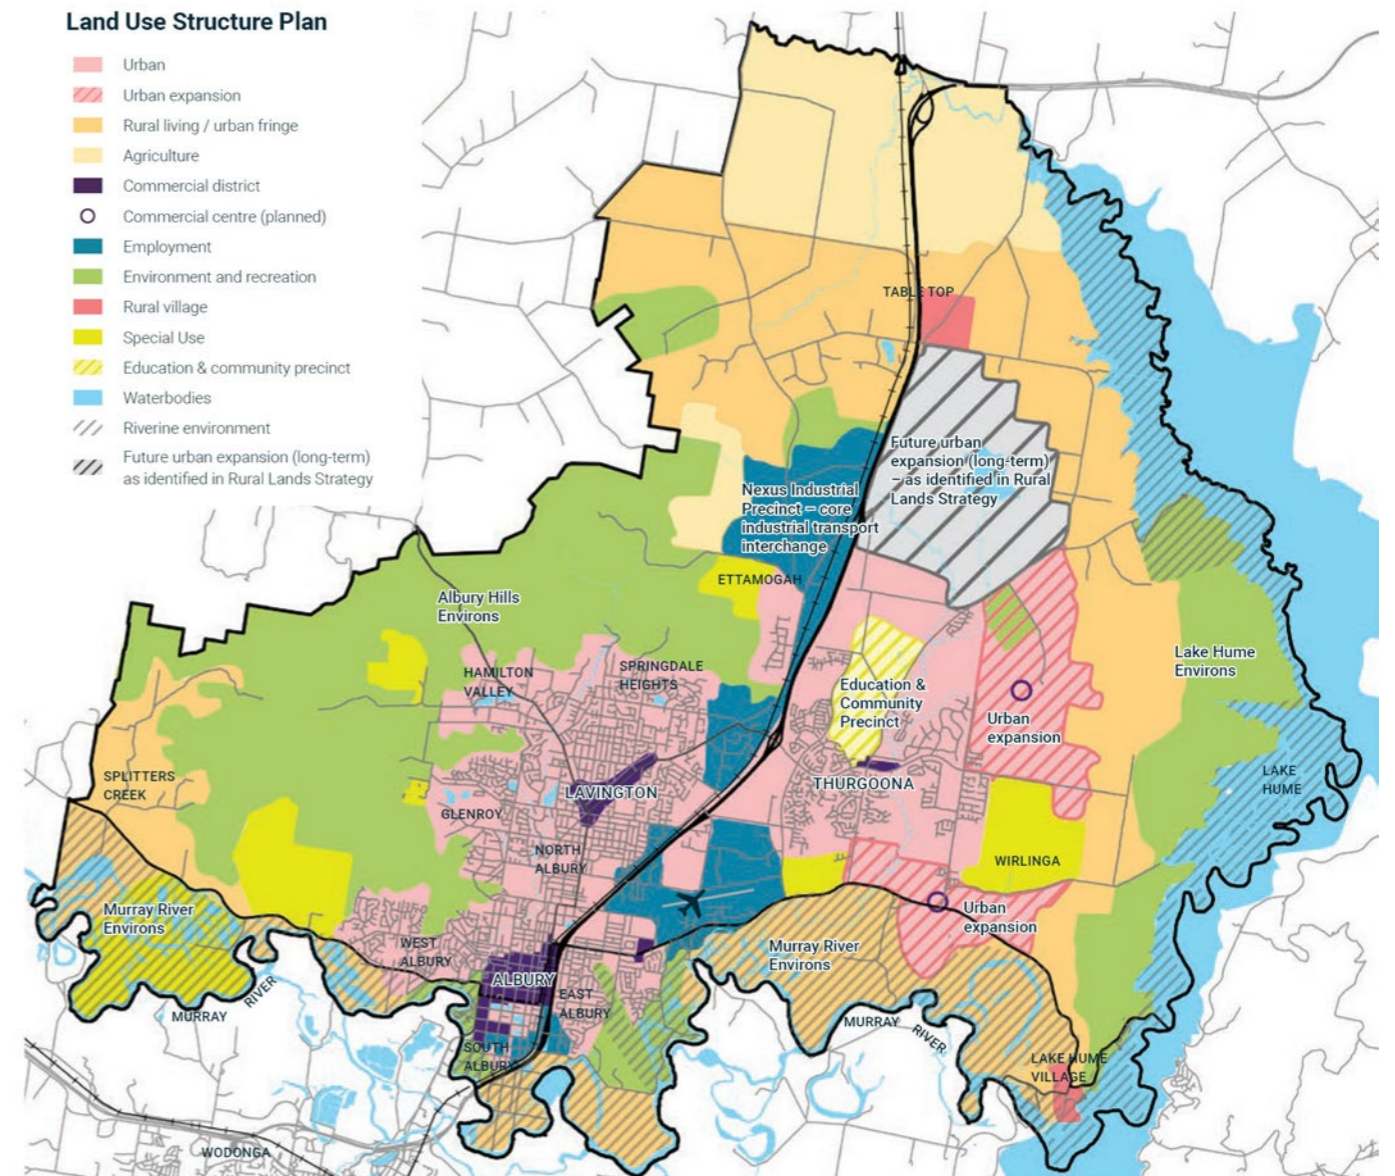 Land Use Structure Plan
Urban
Urban expansion
Rural living / urban fringe
Agriculture
Commercial district
Commercial centre (planned)
Employment
Environment and recreation
Rural village
Special Use
Education & community precinct
Waterbodies
Riverine environment
Future urban expansion (long-term)
as identified in Rural Lands Strategy
TABLE TOP
Future urban
expansion (long-term)
– as identified in Rural
Lands Strategy
Nexus Industrial
Precinct – core
industrial transport
interchange
ETTAMOGAH
Albury Hills
Environs
HAMILTON
VALLEY
SPRINGDALE
HEIGHTS
Education &
Community
Precinct
Lake Hume
Environs
Urban
expansion
SPLITTERS
CREEK
LAVINGTON
THURGOONA
LAKE
HUME
GLENROY
NORTH
ALBURY
WIRLINGA
Murray River
Environs
Urban
expansion
WEST
ALBURY
Murray River
Environs
ALBURY
EAST
ALBURY
MURRAY
RIVER
MURRAY
RIVER
SOUTH
ALBURY
LAKE HUME
VILLAGE
WODONGA